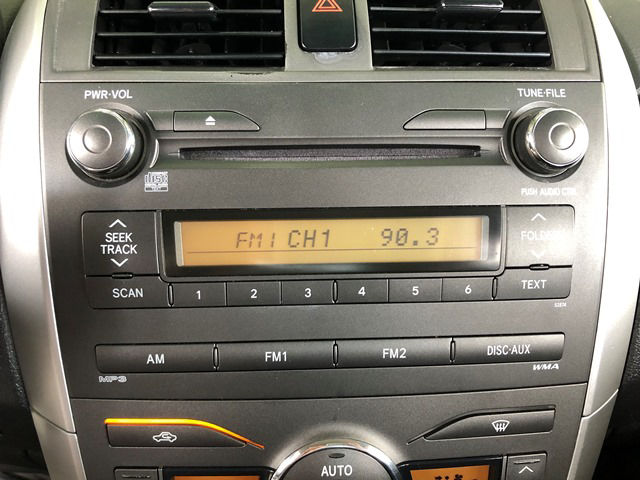 PWR·VOL
TUNE·FILE
PUSH AUDIO CTRL
SEEK
TRACK
FM1 CH1 90.3
FOLDER
SCAN 1 2 3 4 5 6 TEXT
AM FM1 FM2 DISC·AUX
MP3 WMA
AUTO